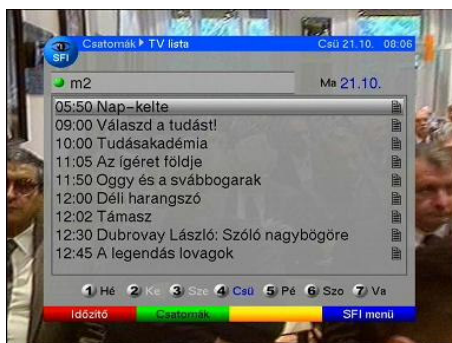 SFI Csatornák TV lista Csü 21.10. 08:06
m2 Ma 21.10.
05:50 Nap-kelte
09:00 Válaszd a tudást!
10:00 Tudásakadémia
11:05 Az ígéret földje
11:50 Oggy és a svábbogarak
12:00 Déli harangszó
12:02 Támasz
12:30 Dubrovay László: Szóló nagybőgőre
12:45 A legendás lovagok
1 Hé 2 Ke 3 Sze 4 Csü 5 Pé 6 Szo 7 Va
Időzítő Csatornák SFI menü